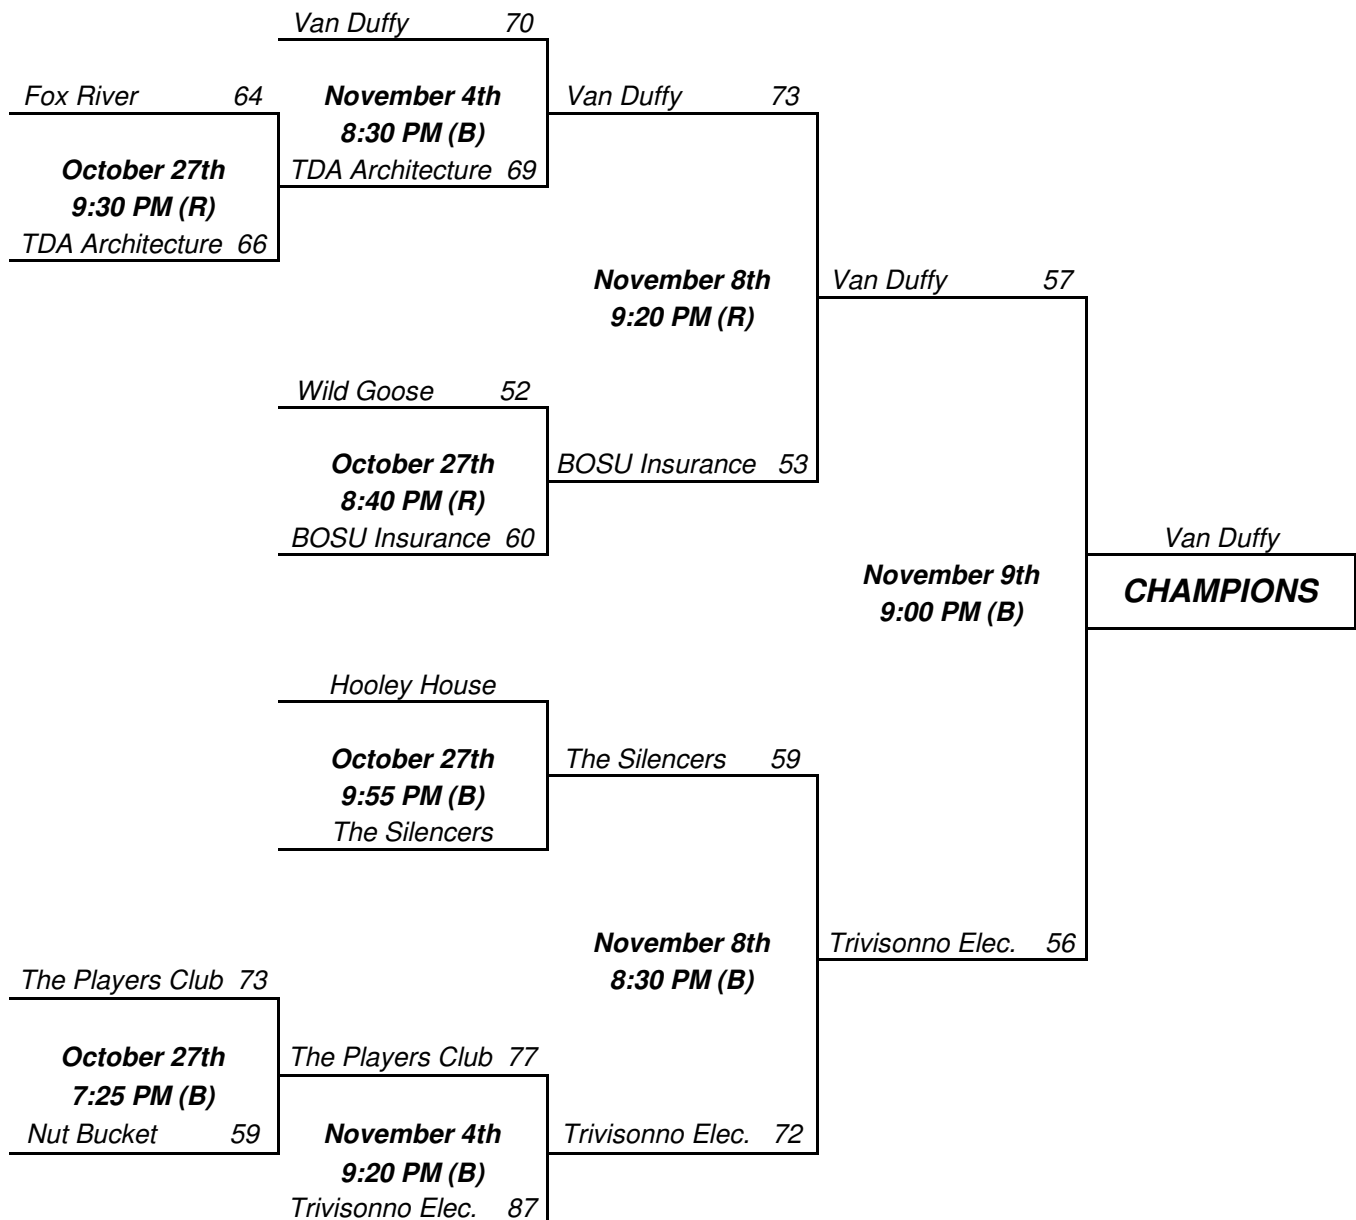 Van Duffy 70
Fox River 64
November 4th
Van Duffy 73
8:30 PM (B)
October 27th
TDA Architecture 69
9:30 PM (R)
TDA Architecture 66
November 8th
Van Duffy 57
9:20 PM (R)
Wild Goose 52
October 27th
BOSU Insurance 53
8:40 PM (R)
BOSU Insurance 60
Van Duffy
November 9th
CHAMPIONS
9:00 PM (B)
Hooley House
October 27th
The Silencers 59
9:55 PM (B)
The Silencers
November 8th
Trivisonno Elec. 56
The Players Club 73
8:30 PM (B)
October 27th
The Players Club 77
7:25 PM (B)
Nut Bucket 59
November 4th
Trivisonno Elec. 72
9:20 PM (B)
Trivisonno Elec. 87